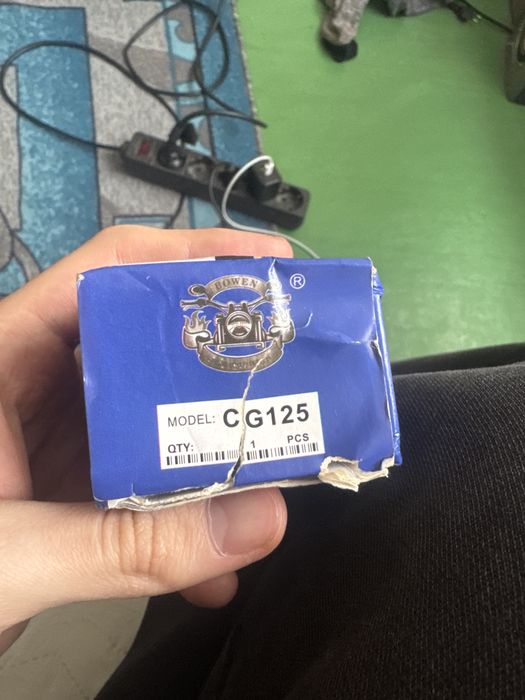 BOWEN
®
MODEL: CG125
QTY: 1 PCS